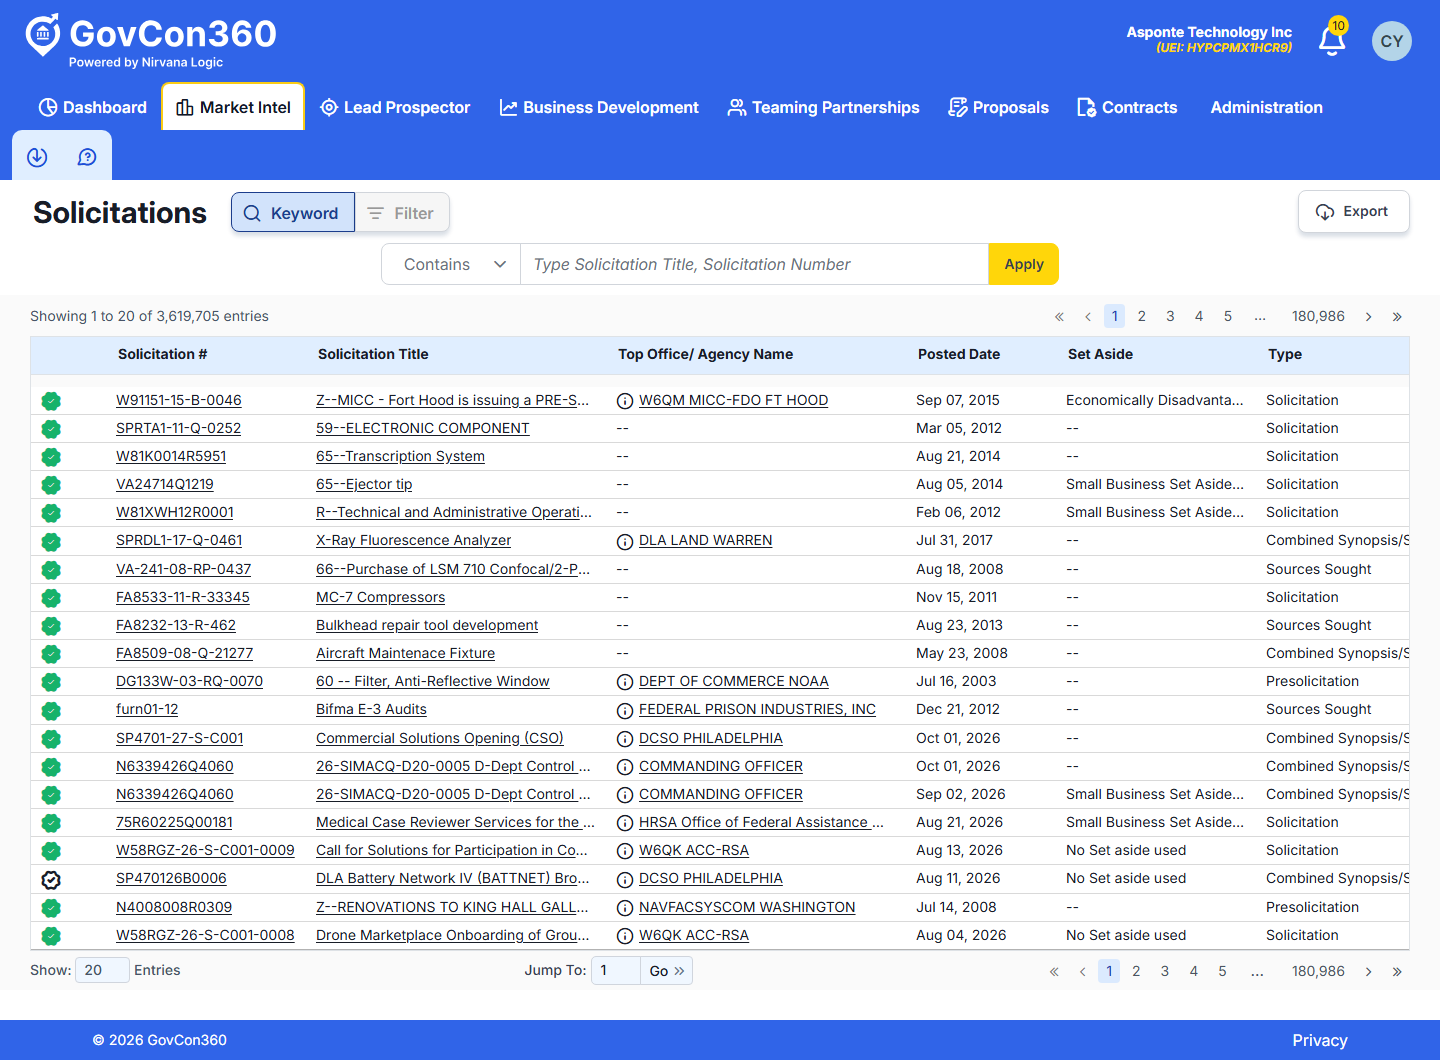 GovCon360
Powered by Nirvana Logic
Asponte Technology Inc
(UEI: HYPCPMX1HCR9)
10
CY
Dashboard Market Intel Lead Prospector Business Development Teaming Partnerships Proposals Contracts Administration
Solicitations Keyword Filter Export
Contains Type Solicitation Title, Solicitation Number Apply
Showing 1 to 20 of 3,619,705 entries « ‹ 1 2 3 4 5 ... 180,986 › »
Solicitation # Solicitation Title Top Office/ Agency Name Posted Date Set Aside Type
W91151-15-B-0046 Z--MICC - Fort Hood is issuing a PRE-S... W6QM MICC-FDO FT HOOD Sep 07, 2015 Economically Disadvanta... Solicitation
SPRTA1-11-Q-0252 59--ELECTRONIC COMPONENT -- Mar 05, 2012 -- Solicitation
W81K0014R5951 65--Transcription System -- Aug 21, 2014 -- Solicitation
VA24714Q1219 65--Ejector tip -- Aug 05, 2014 Small Business Set Aside... Solicitation
W81XWH12R0001 R--Technical and Administrative Operati... -- Feb 06, 2012 Small Business Set Aside... Solicitation
SPRDL1-17-Q-0461 X-Ray Fluorescence Analyzer DLA LAND WARREN Jul 31, 2017 -- Combined Synopsis/S
VA-241-08-RP-0437 66--Purchase of LSM 710 Confocal/2-P... -- Aug 18, 2008 -- Sources Sought
FA8533-11-R-33345 MC-7 Compressors -- Nov 15, 2011 -- Solicitation
FA8232-13-R-462 Bulkhead repair tool development -- Aug 23, 2013 -- Sources Sought
FA8509-08-Q-21277 Aircraft Maintenace Fixture -- May 23, 2008 -- Combined Synopsis/S
DG133W-03-RQ-0070 60 -- Filter, Anti-Reflective Window DEPT OF COMMERCE NOAA Jul 16, 2003 -- Presolicitation
furn01-12 Bifma E-3 Audits FEDERAL PRISON INDUSTRIES, INC Dec 21, 2012 -- Sources Sought
SP4701-27-S-C001 Commercial Solutions Opening (CSO) DCSO PHILADELPHIA Oct 01, 2026 -- Combined Synopsis/S
N6339426Q4060 26-SIMACQ-D20-0005 D-Dept Control ... COMMANDING OFFICER Oct 01, 2026 -- Combined Synopsis/S
N6339426Q4060 26-SIMACQ-D20-0005 D-Dept Control ... COMMANDING OFFICER Sep 02, 2026 Small Business Set Aside... Combined Synopsis/S
75R60225Q00181 Medical Case Reviewer Services for the ... HRSA Office of Federal Assistance ... Aug 21, 2026 Small Business Set Aside... Solicitation
W58RGZ-26-S-C001-0009 Call for Solutions for Participation in Co... W6QK ACC-RSA Aug 13, 2026 No Set aside used Solicitation
SP470126B0006 DLA Battery Network IV (BATTNET) Bro... DCSO PHILADELPHIA Aug 11, 2026 No Set aside used Combined Synopsis/S
N4008008R0309 Z--RENOVATIONS TO KING HALL GALL... NAVFACSYSCOM WASHINGTON Jul 14, 2008 -- Presolicitation
W58RGZ-26-S-C001-0008 Drone Marketplace Onboarding of Grou... W6QK ACC-RSA Aug 04, 2026 No Set aside used Solicitation
Show: 20 Entries Jump To: 1 Go » « ‹ 1 2 3 4 5 ... 180,986 › »
© 2026 GovCon360 Privacy